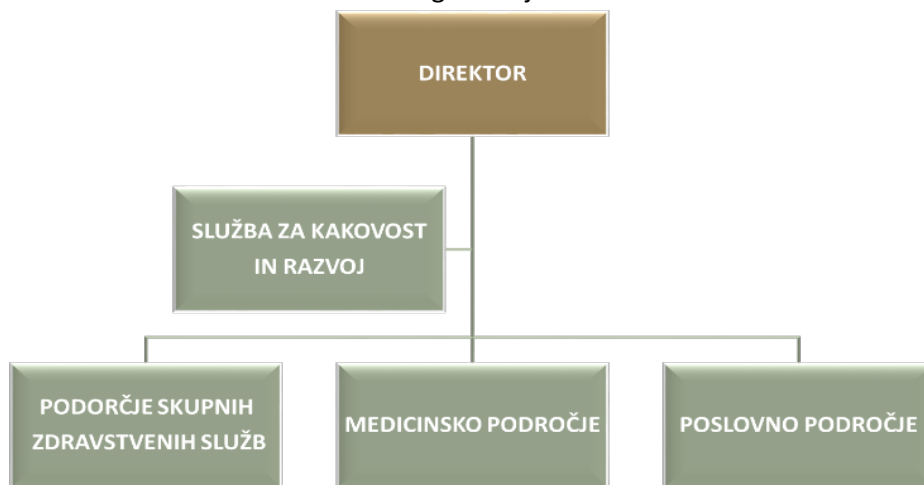 DIREKTOR
SLUŽBA ZA KAKOVOST
IN RAZVOJ
PODORČJE SKUPNIH
ZDRAVSTVENIH SLUŽB
MEDICINSKO PODROČJE
POSLOVNO PODROČJE